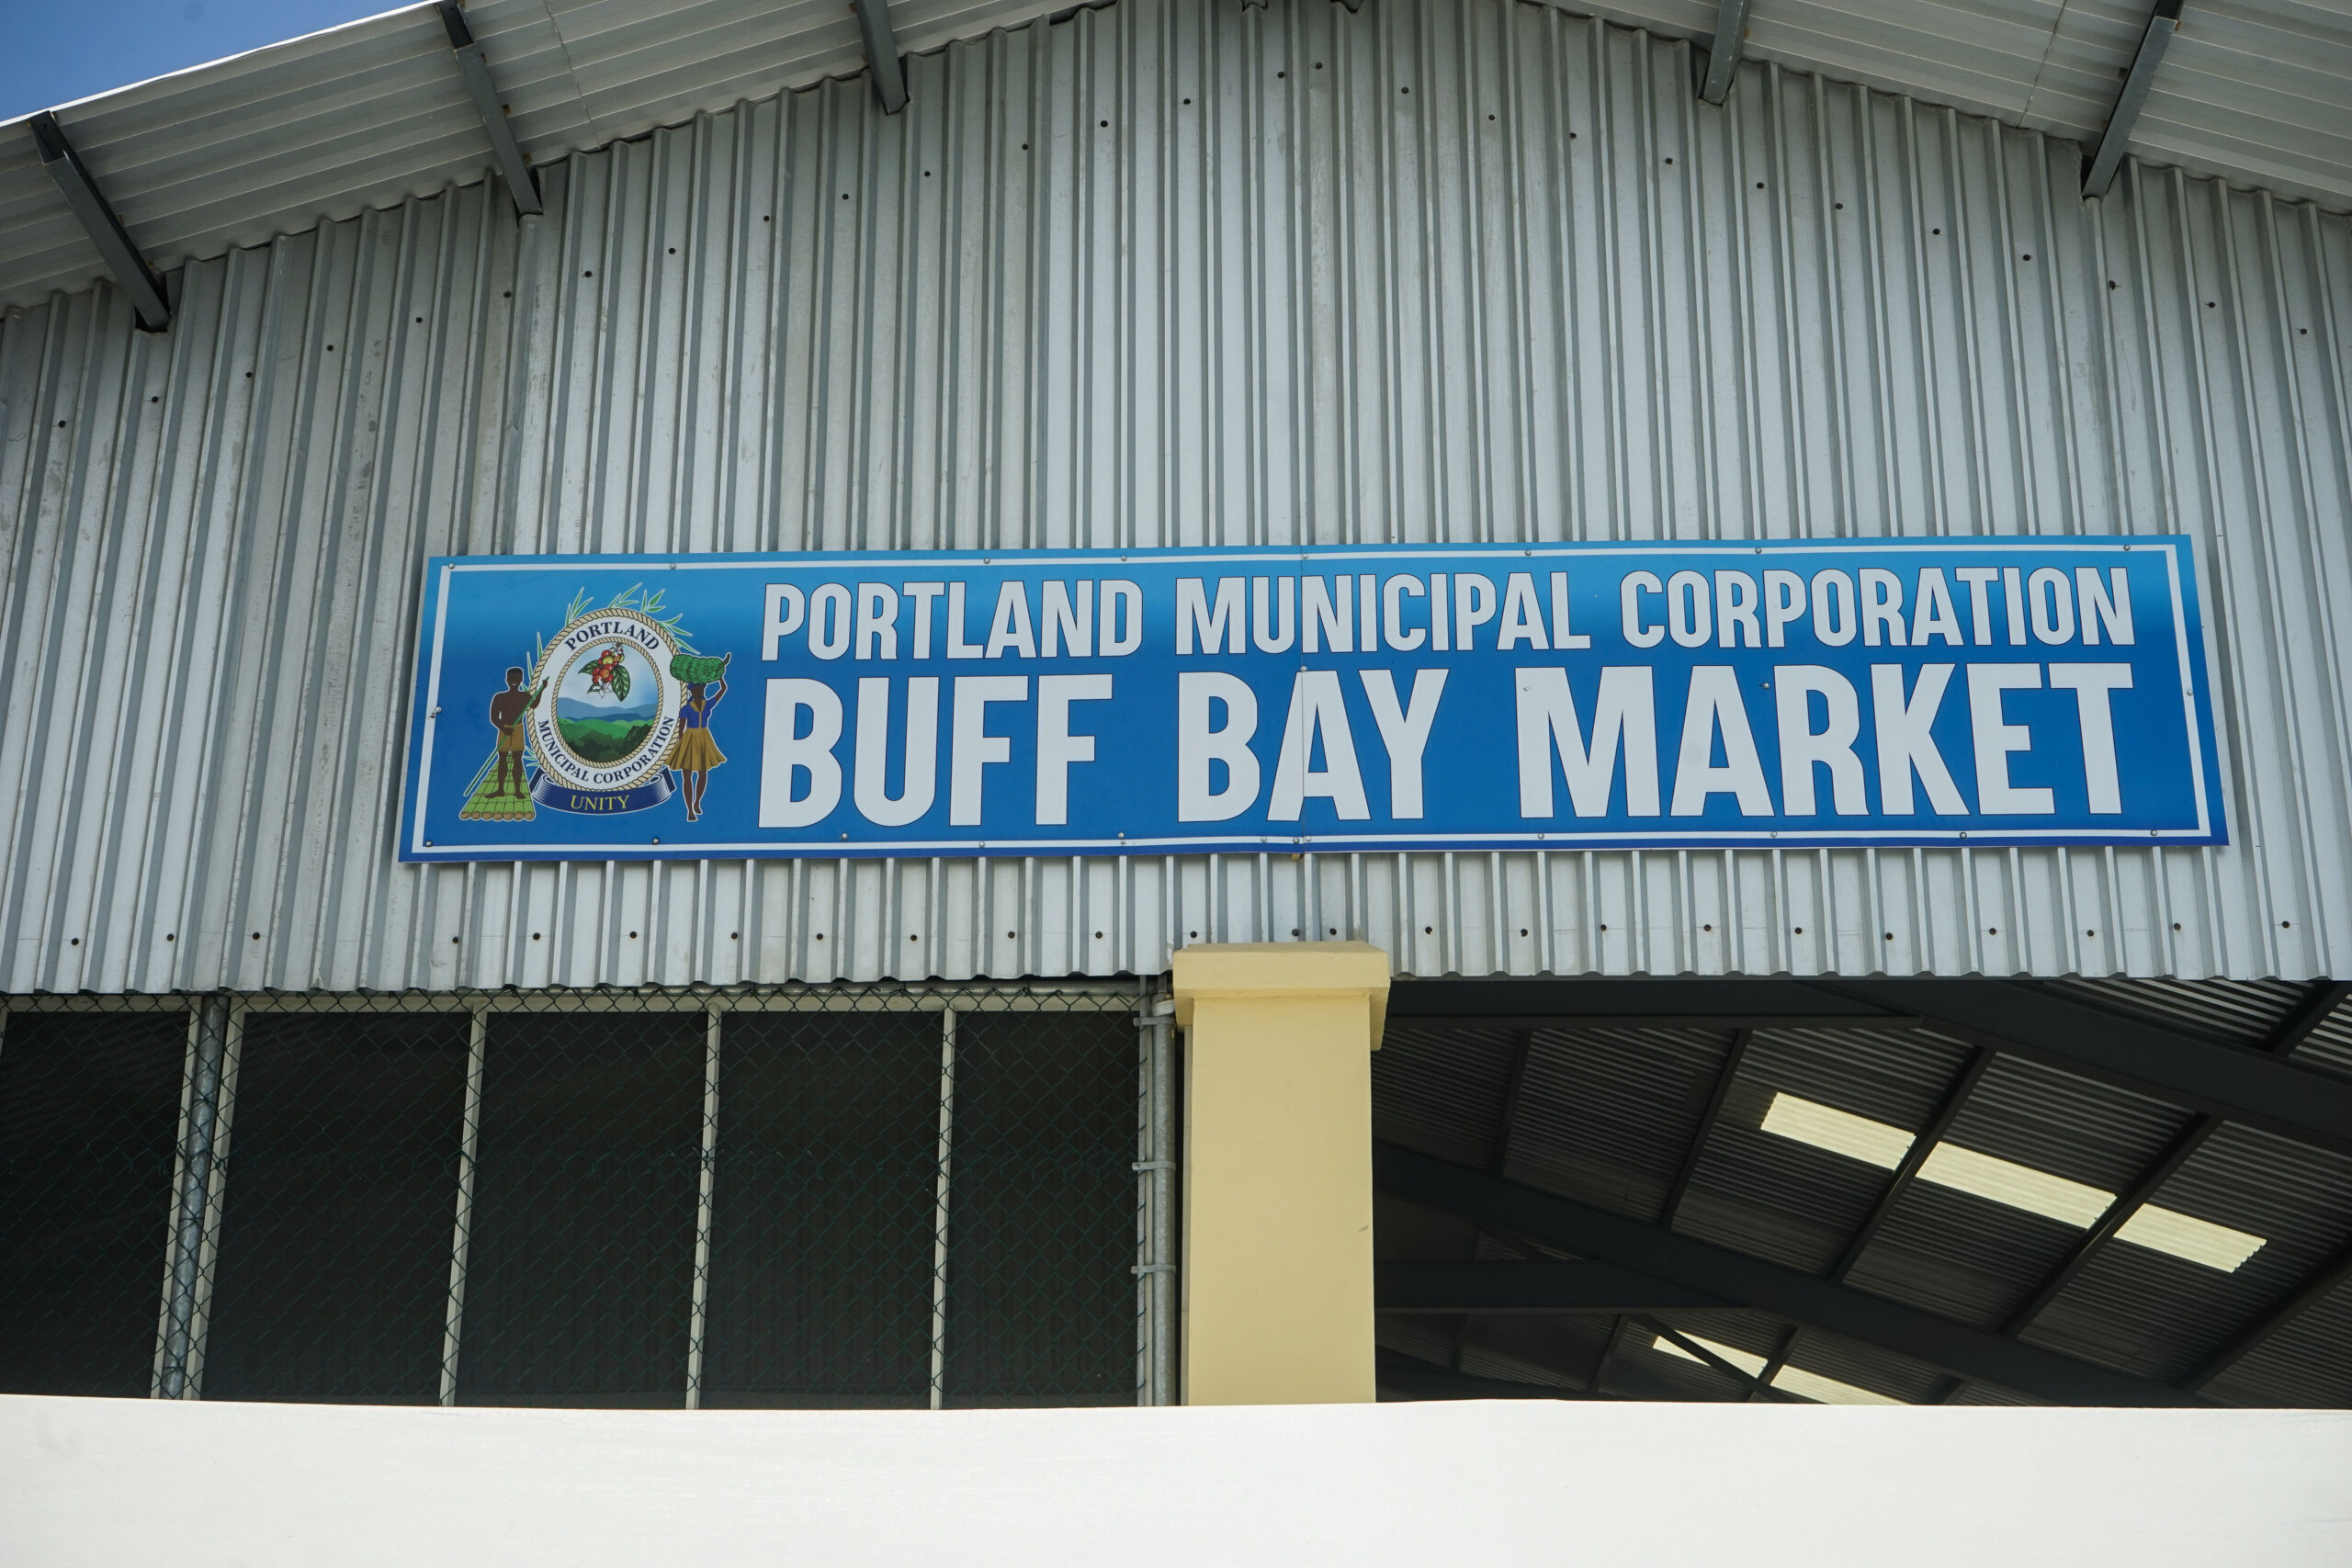 PORTLAND
MUNICIPAL CORPORATION
UNITY
PORTLAND MUNICIPAL CORPORATION
BUFF BAY MARKET